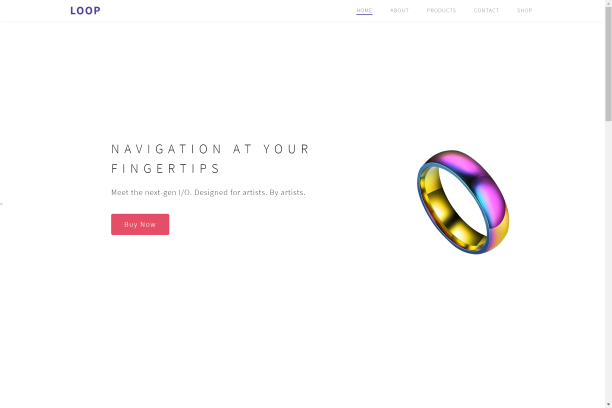 LOOP
HOME ABOUT PRODUCTS CONTACT SHOP
NAVIGATION AT YOUR
FINGERTIPS
Meet the next-gen I/O. Designed for artists. By artists.
Buy Now